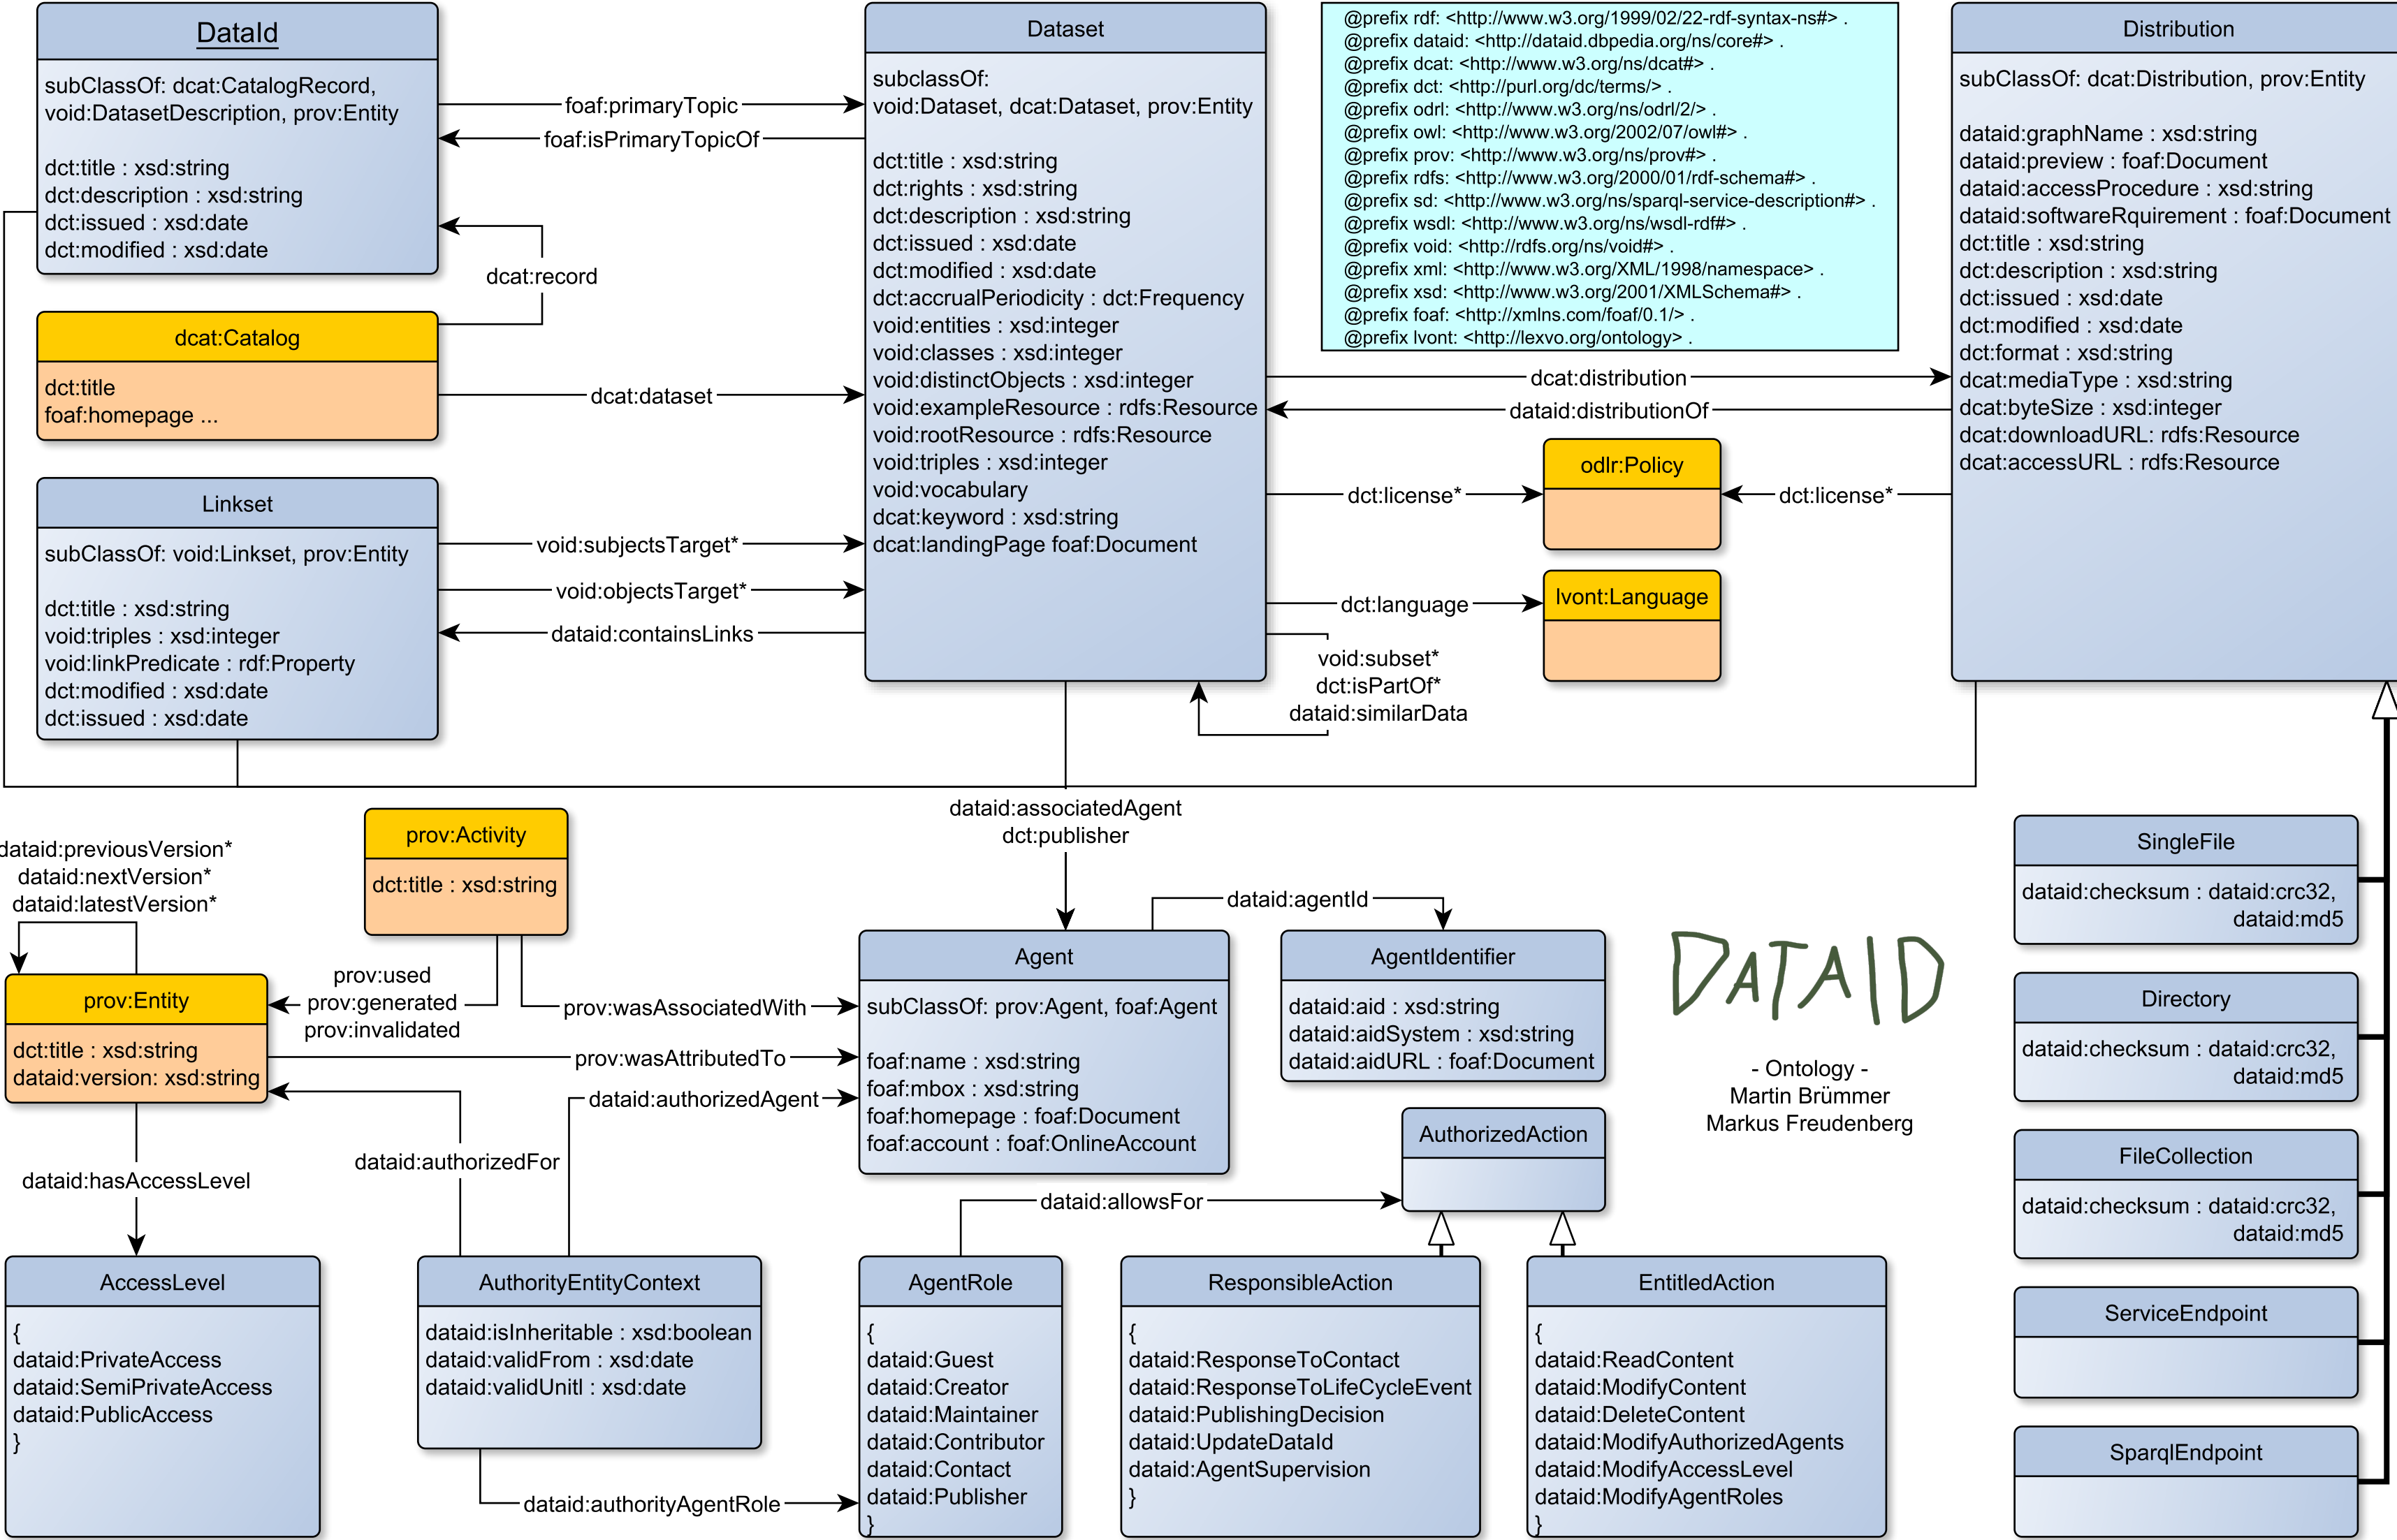 DataId
subClassOf: dcat:CatalogRecord,
void:DatasetDescription, prov:Entity
dct:title : xsd:string
dct:description : xsd:string
dct:issued : xsd:date
dct:modified : xsd:date
foaf:primaryTopic
foaf:isPrimaryTopicOf
dcat:record
dcat:Catalog
dct:title
foaf:homepage ...
dcat:dataset
Linkset
subClassOf: void:Linkset, prov:Entity
dct:title : xsd:string
void:triples : xsd:integer
void:linkPredicate : rdf:Property
dct:modified : xsd:date
dct:issued : xsd:date
void:subjectsTarget*
void:objectsTarget*
dataid:containsLinks
Dataset
subclassOf:
void:Dataset, dcat:Dataset, prov:Entity
dct:title : xsd:string
dct:rights : xsd:string
dct:description : xsd:string
dct:issued : xsd:date
dct:modified : xsd:date
dct:accrualPeriodicity : dct:Frequency
void:entities : xsd:integer
void:classes : xsd:integer
void:distinctObjects : xsd:integer
void:exampleResource : rdfs:Resource
void:rootResource : rdfs:Resource
void:triples : xsd:integer
void:vocabulary
dcat:keyword : xsd:string
dcat:landingPage foaf:Document
@prefix rdf: <http://www.w3.org/1999/02/22-rdf-syntax-ns#> .
@prefix dataid: <http://dataid.dbpedia.org/ns/core#> .
@prefix dcat: <http://www.w3.org/ns/dcat#> .
@prefix dct: <http://purl.org/dc/terms/> .
@prefix odrl: <http://www.w3.org/ns/odrl/2/> .
@prefix owl: <http://www.w3.org/2002/07/owl#> .
@prefix prov: <http://www.w3.org/ns/prov#> .
@prefix rdfs: <http://www.w3.org/2000/01/rdf-schema#> .
@prefix sd: <http://www.w3.org/ns/sparql-service-description#> .
@prefix wsdl: <http://www.w3.org/ns/wsdl-rdf#> .
@prefix void: <http://rdfs.org/ns/void#> .
@prefix xml: <http://www.w3.org/XML/1998/namespace> .
@prefix xsd: <http://www.w3.org/2001/XMLSchema#> .
@prefix foaf: <http://xmlns.com/foaf/0.1/> .
@prefix lvont: <http://lexvo.org/ontology> .
dcat:distribution
dataid:distributionOf
odlr:Policy
dct:license*
dct:license*
lvont:Language
dct:language
void:subset*
dct:isPartOf*
dataid:similarData
Distribution
subClassOf: dcat:Distribution, prov:Entity
dataid:graphName : xsd:string
dataid:preview : foaf:Document
dataid:accessProcedure : xsd:string
dataid:softwareRquirement : foaf:Document
dct:title : xsd:string
dct:description : xsd:string
dct:issued : xsd:date
dct:modified : xsd:date
dct:format : xsd:string
dcat:mediaType : xsd:string
dcat:byteSize : xsd:integer
dcat:downloadURL: rdfs:Resource
dcat:accessURL : rdfs:Resource
dataid:associatedAgent
dct:publisher
dataid:previousVersion*
dataid:nextVersion*
dataid:latestVersion*
prov:Activity
dct:title : xsd:string
prov:used
prov:generated
prov:invalidated
prov:wasAssociatedWith
prov:Entity
dct:title : xsd:string
dataid:version: xsd:string
prov:wasAttributedTo
dataid:authorizedAgent
dataid:authorizedFor
dataid:hasAccessLevel
Agent
subClassOf: prov:Agent, foaf:Agent
foaf:name : xsd:string
foaf:mbox : xsd:string
foaf:homepage : foaf:Document
foaf:account : foaf:OnlineAccount
dataid:agentId
AgentIdentifier
dataid:aid : xsd:string
dataid:aidSystem : xsd:string
dataid:aidURL : foaf:Document
DATAID
- Ontology -
Martin Brümmer
Markus Freudenberg
AuthorizedAction
dataid:allowsFor
AccessLevel
{
dataid:PrivateAccess
dataid:SemiPrivateAccess
dataid:PublicAccess
}
AuthorityEntityContext
dataid:isInheritable : xsd:boolean
dataid:validFrom : xsd:date
dataid:validUnitl : xsd:date
dataid:authorityAgentRole
AgentRole
{
dataid:Guest
dataid:Creator
dataid:Maintainer
dataid:Contributor
dataid:Contact
dataid:Publisher
}
ResponsibleAction
{
dataid:ResponseToContact
dataid:ResponseToLifeCycleEvent
dataid:PublishingDecision
dataid:UpdateDataId
dataid:AgentSupervision
}
EntitledAction
{
dataid:ReadContent
dataid:ModifyContent
dataid:DeleteContent
dataid:ModifyAuthorizedAgents
dataid:ModifyAccessLevel
dataid:ModifyAgentRoles
}
SingleFile
dataid:checksum : dataid:crc32,
dataid:md5
Directory
dataid:checksum : dataid:crc32,
dataid:md5
FileCollection
dataid:checksum : dataid:crc32,
dataid:md5
ServiceEndpoint
SparqlEndpoint